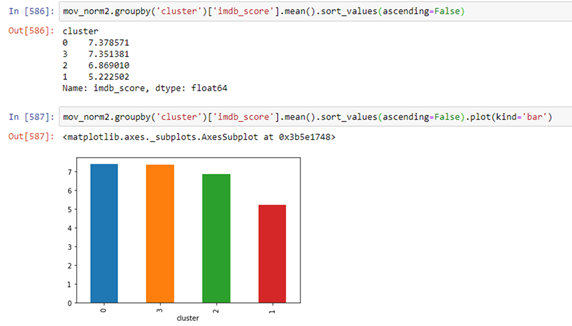 In [586]: mov_norm2.groupby('cluster')['imdb_score'].mean().sort_values(ascending=False)
Out[586]: cluster
0    7.378571
3    7.351381
2    6.869010
1    5.222502
Name: imdb_score, dtype: float64
In [587]: mov_norm2.groupby('cluster')['imdb_score'].mean().sort_values(ascending=False).plot(kind='bar')
Out[587]: <matplotlib.axes._subplots.AxesSubplot at 0x3b5e1748>
7
6
5
4
3
2
1
0
0 3 2 1
cluster